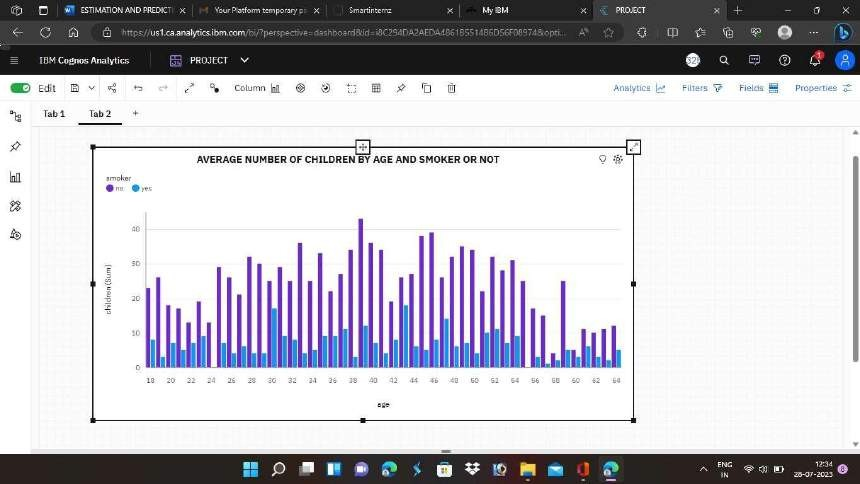 ESTIMATION AND PREDICTI
Your Platform temporary pa
Smartinternz
My IBM
PROJECT
https://us1.ca.analytics.ibm.com/bi/?perspective=dashboard&id=i8C294DA2AEDA48618551486D56F08974&opti...
IBM Cognos Analytics
PROJECT
Edit
Column
Analytics
Filters
Fields
Properties
Tab 1
Tab 2
+
AVERAGE NUMBER OF CHILDREN BY AGE AND SMOKER OR NOT
smoker
no
yes
children (Sum)
40
30
20
10
0
18 20 22 24 26 28 30 32 34 36 38 40 42 44 46 48 50 52 54 56 58 60 62 64
age
ENG
IN
12:34
28-07-2023